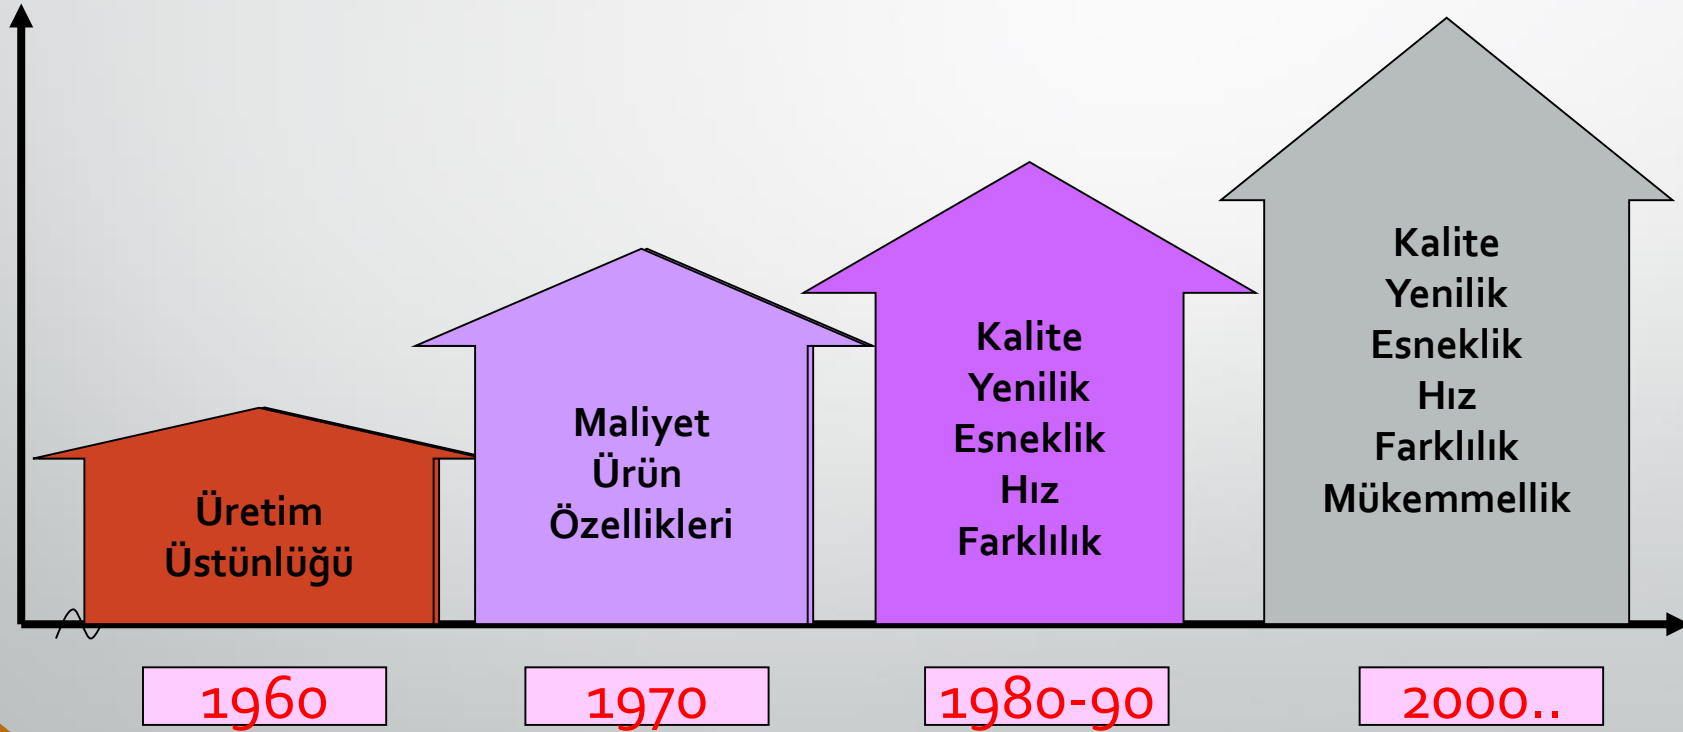 Üretim
Üstünlüğü
Maliyet
Ürün
Özellikleri
Kalite
Yenilik
Esneklik
Hız
Farklılık
Kalite
Yenilik
Esneklik
Hız
Farklılık
Mükemmellik
1960
1970
1980-90
2000..